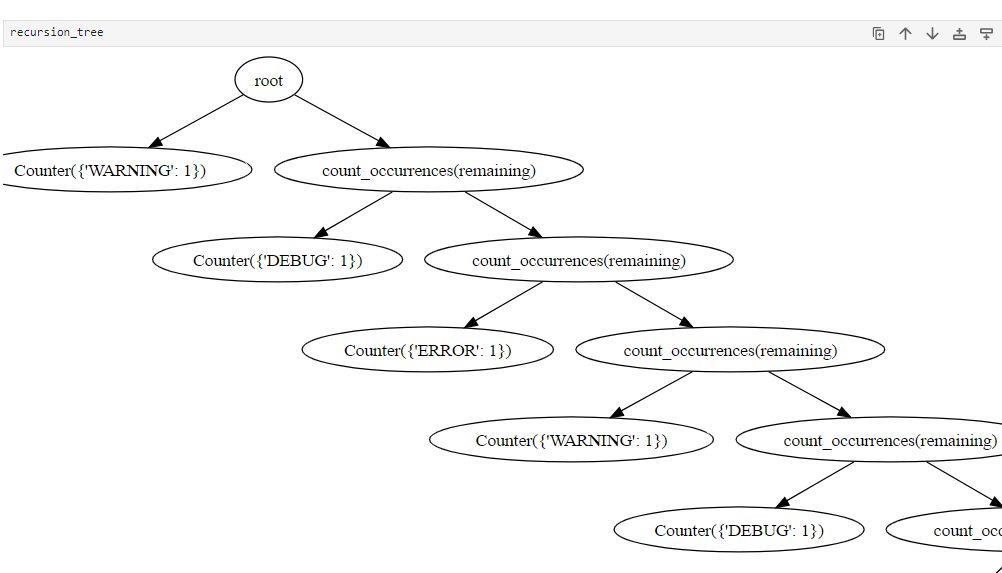 recursion_tree
root
Counter({'WARNING': 1})
count_occurrences(remaining)
Counter({'DEBUG': 1})
count_occurrences(remaining)
Counter({'ERROR': 1})
count_occurrences(remaining)
Counter({'WARNING': 1})
count_occurrences(remaining)
Counter({'DEBUG': 1})